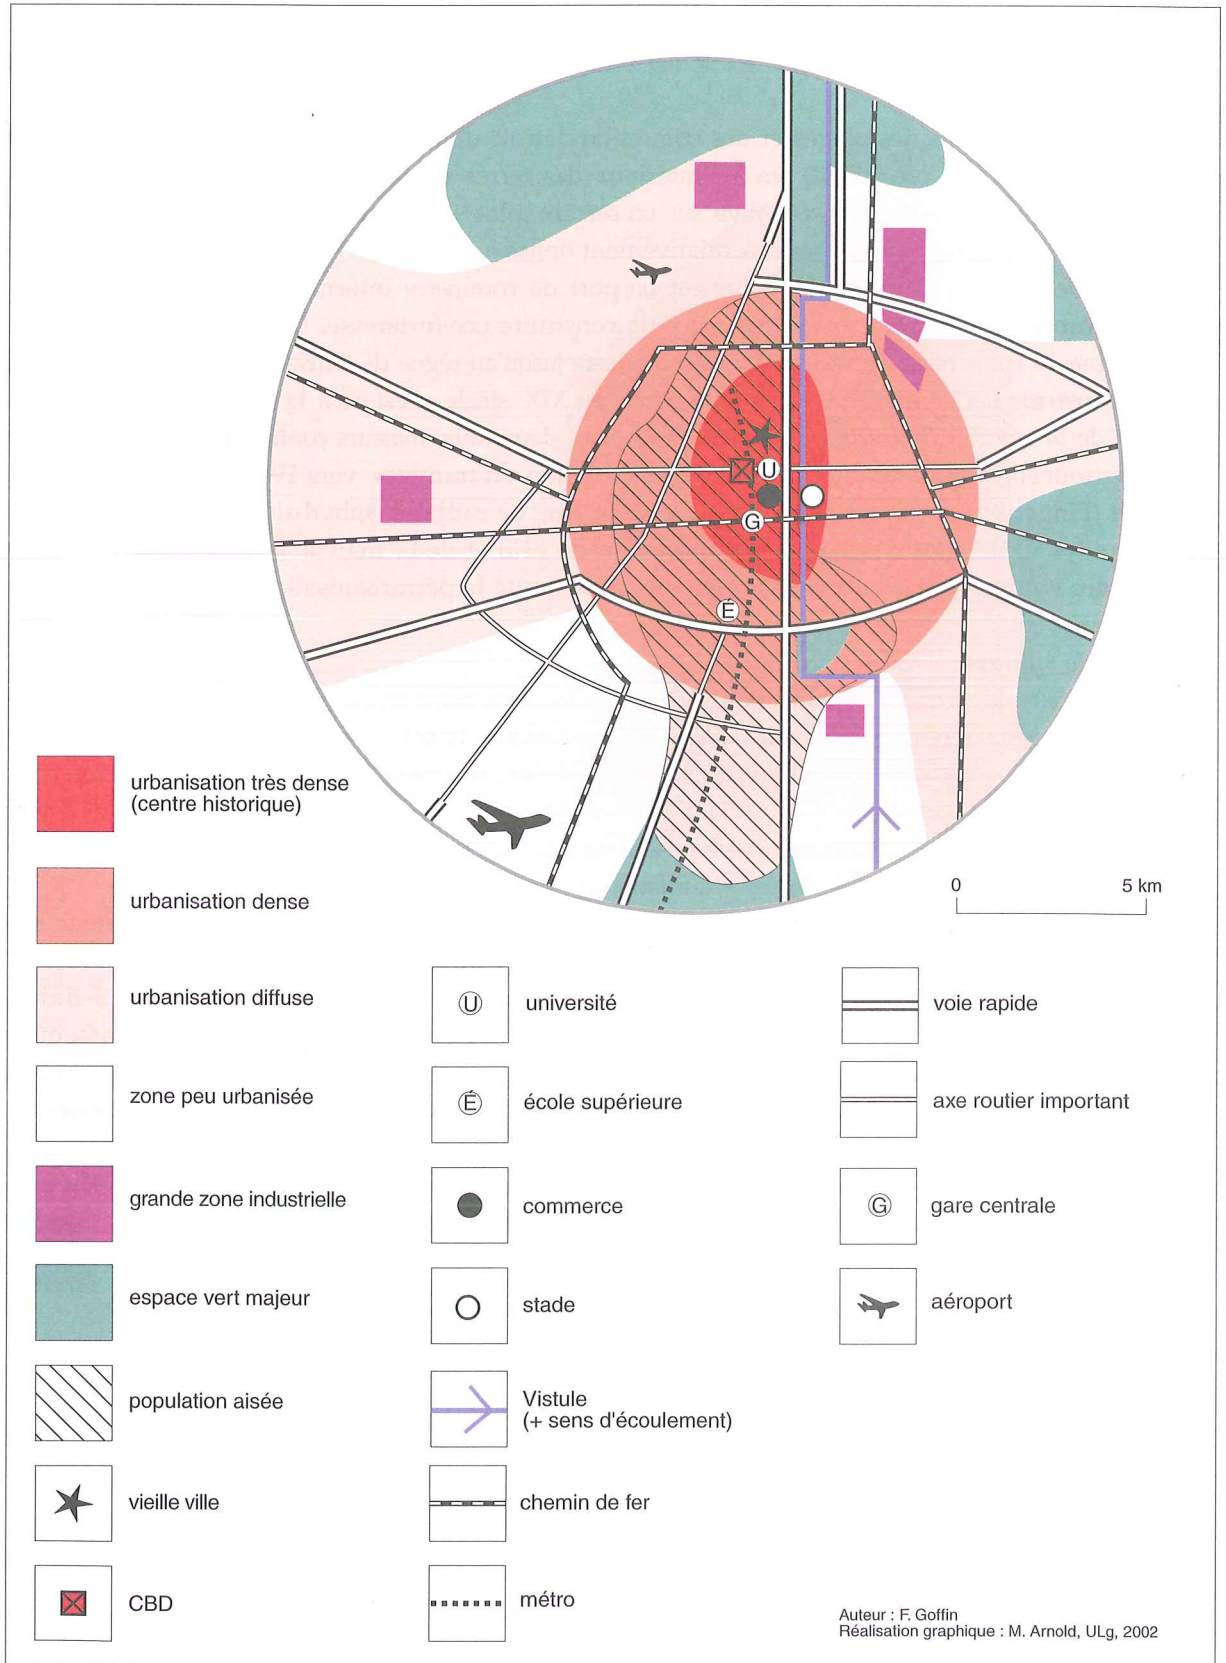 U
G
É
0 5 km
urbanisation très dense
(centre historique)
urbanisation dense
urbanisation diffuse
zone peu urbanisée
grande zone industrielle
espace vert majeur
population aisée
vieille ville
CBD
U université
É école supérieure
commerce
stade
Vistule
(+ sens d'écoulement)
chemin de fer
métro
voie rapide
axe routier important
G gare centrale
aéroport
Auteur : F. Goffin
Réalisation graphique : M. Arnold, ULg, 2002